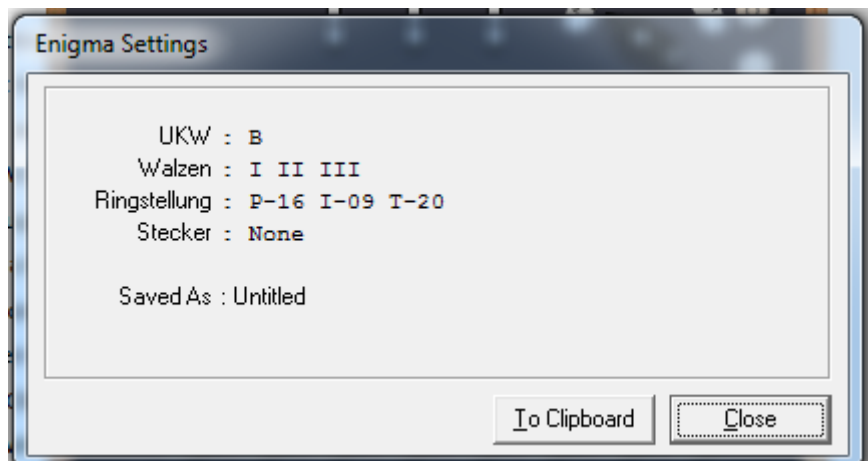 Enigma Settings
UKW : B
Walzen : I II III
Ringstellung : P-16 I-09 T-20
Stecker : None
Saved As : Untitled
To Clipboard Close